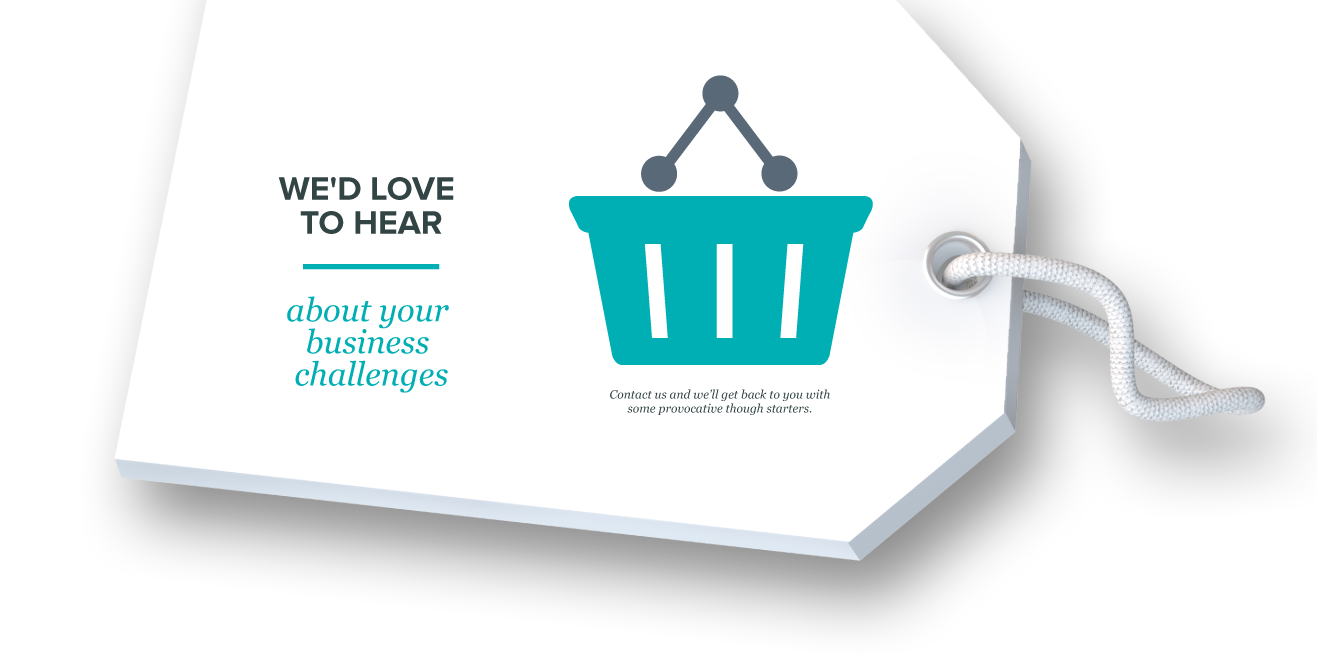 WE'D LOVE
TO HEAR
about your
business
challenges
Contact us and we'll get back to you with
some provocative though starters.